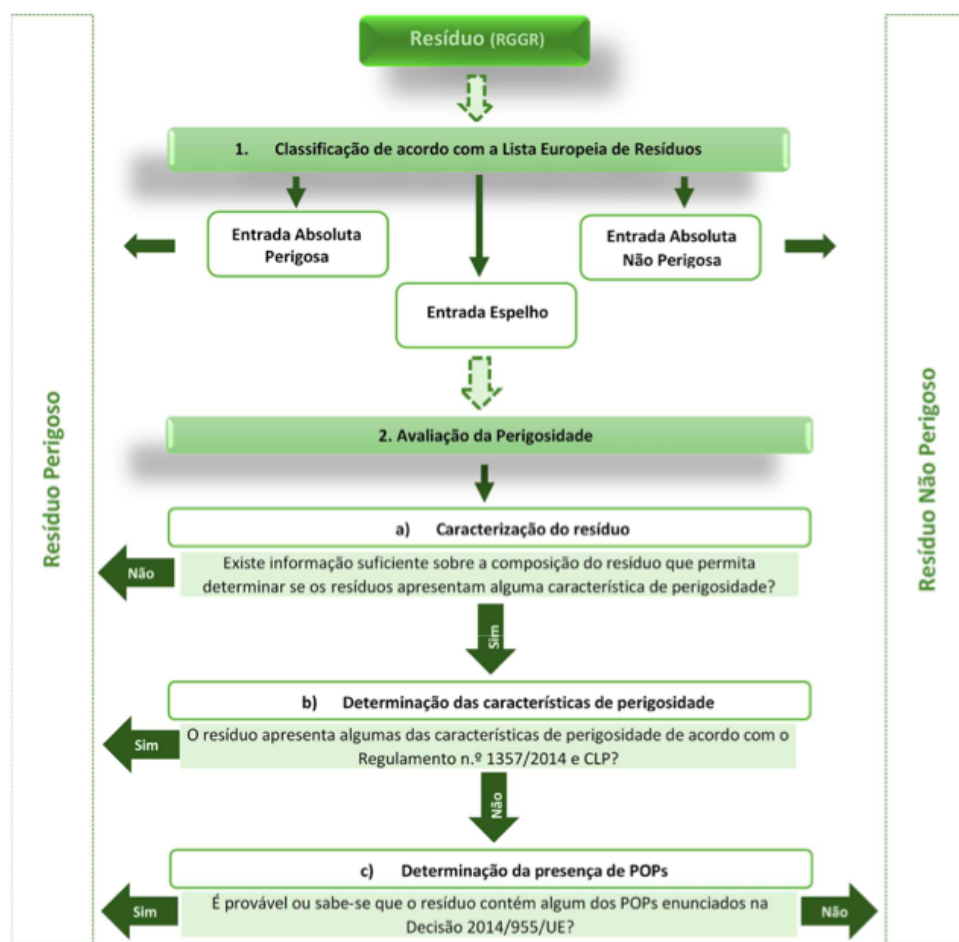 Resíduo (RGGR)
1. Classificação de acordo com a Lista Europeia de Resíduos
Entrada Absoluta
Perigosa
Entrada Absoluta
Não Perigosa
Entrada Espelho
Resíduo Perigoso
Resíduo Não Perigoso
2. Avaliação da Perigosidade
a) Caracterização do resíduo
Não
Existe informação suficiente sobre a composição do resíduo que permita
determinar se os resíduos apresentam alguma característica de perigosidade?
Sim
b) Determinação das características de perigosidade
Sim
O resíduo apresenta algumas das características de perigosidade de acordo com o
Regulamento n.º 1357/2014 e CLP?
Não
c) Determinação da presença de POPs
Sim
É provável ou sabe-se que o resíduo contém algum dos POPs enunciados na
Decisão 2014/955/UE?
Não